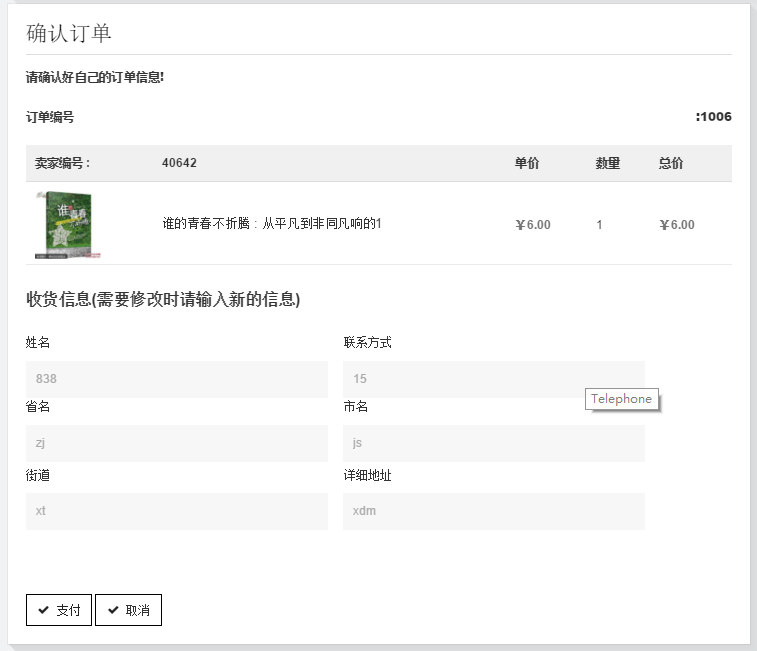 确认订单
请确认好自己的订单信息!
订单编号 :1006
卖家编号 : 40642 单价 数量 总价
谁的青春不折腾：从平凡到非同凡响的1 ￥6.00 1 ￥6.00
收货信息(需要修改时请输入新的信息)
姓名 联系方式
838 15
Telephone
省名 市名
zj js
街道 详细地址
xt xdm
支付 取消